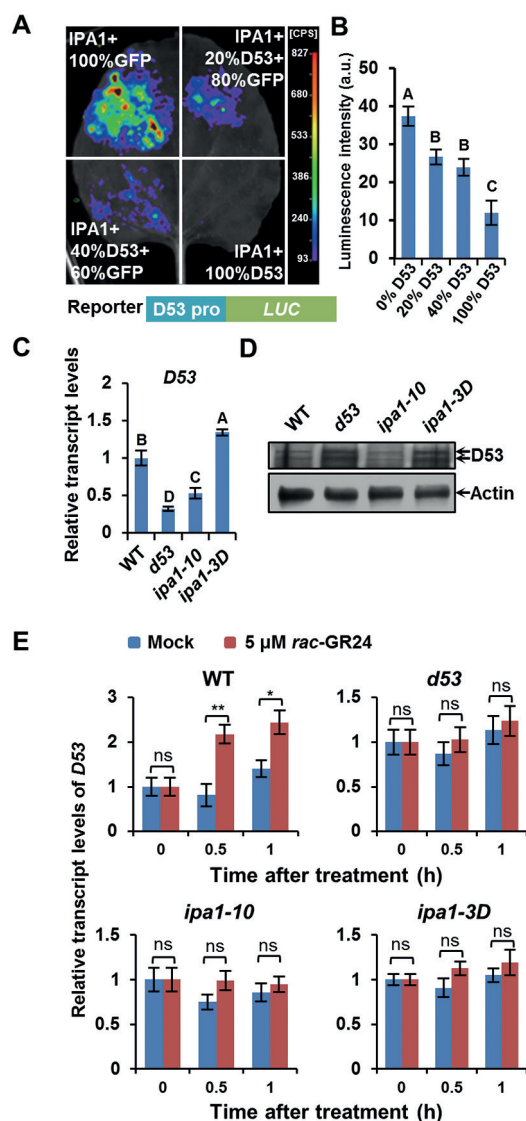 A
IPA1+
100%GFP
IPA1+
20%D53+
80%GFP
IPA1+
40%D53+
60%GFP
IPA1+
100%D53
[CPS]
827
680
533
386
240
93
Reporter D53 pro LUC
B
Luminescence intensity (a.u.)
50
40
30
20
10
0
A
B
B
C
0% D53
20% D53
40% D53
100% D53
C
D53
Relative transcript levels
2
1.5
1
0.5
0
B
D
C
A
WT
d53
ipa1-10
ipa1-3D
D
WT
d53
ipa1-10
ipa1-3D
D53
Actin
Mock 5 μM rac-GR24
E
Relative transcript levels of D53
WT
3
2
1
0
ns
**
*
0 0.5 1
Time after treatment (h)
d53
1.5
1
0.5
0
ns
ns
ns
0 0.5 1
Time after treatment (h)
ipa1-10
1.5
1
0.5
0
ns
ns
ns
0 0.5 1
Time after treatment (h)
ipa1-3D
1.5
1
0.5
0
ns
ns
ns
0 0.5 1
Time after treatment (h)